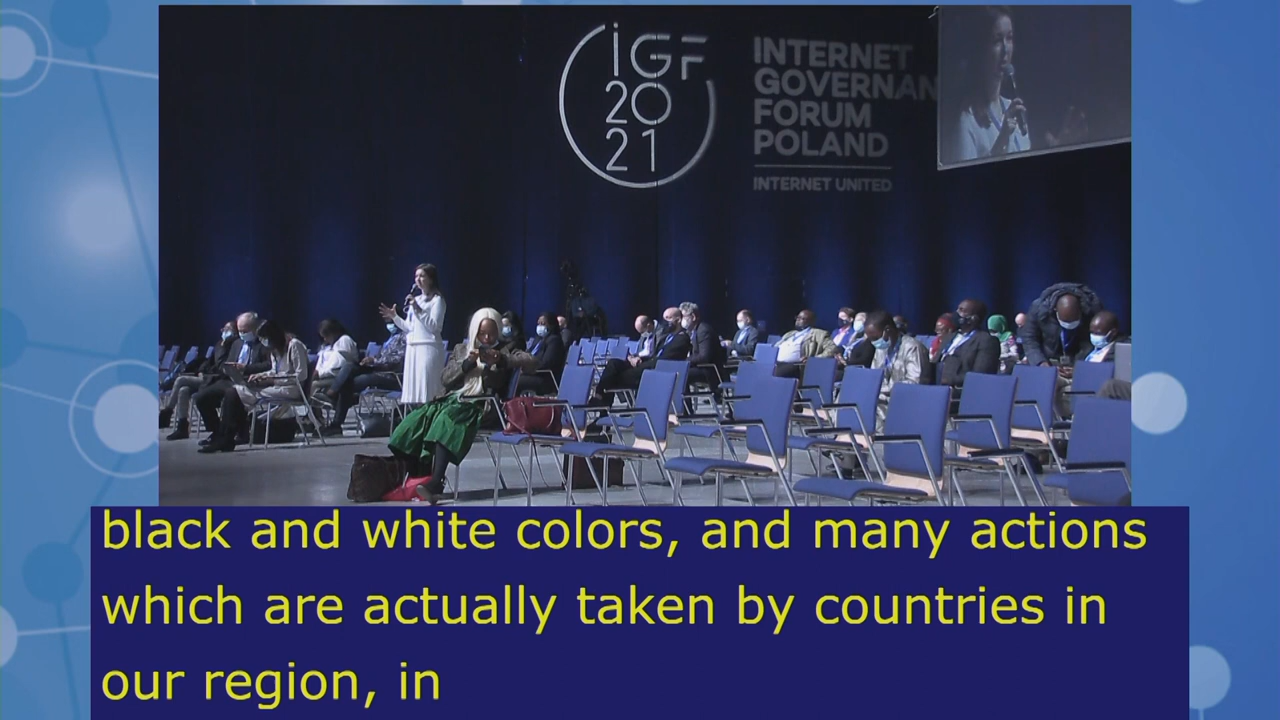 iGF
20
21
INTERNET
GOVERNAN
FORUM
POLAND
INTERNET UNITED
black and white colors, and many actions
which are actually taken by countries in
our region, in